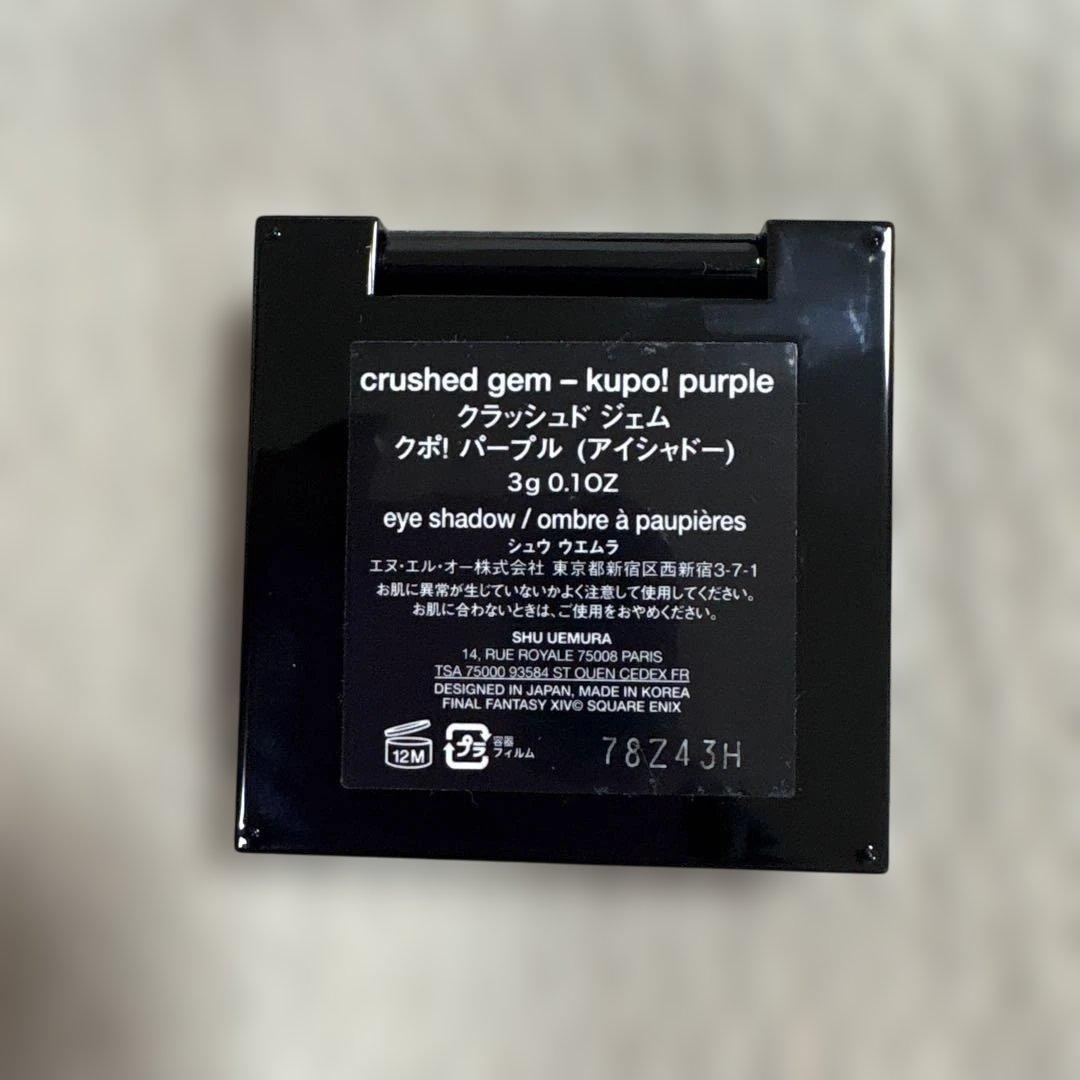 crushed gem – kupo! purple
クラッシュド ジェム
クポ! パープル (アイシャドー)
3g 0.1OZ
eye shadow / ombre à paupières
シュウ ウエムラ
エヌ・エル・オー株式会社 東京都新宿区西新宿3-7-1
お肌に異常が生じていないかよく注意して使用してください。
お肌に合わないときは、ご使用をおやめください。
SHU UEMURA
14, RUE ROYALE 75008 PARIS
TSA 75000 93584 ST OUEN CEDEX FR
DESIGNED IN JAPAN, MADE IN KOREA
FINAL FANTASY XIV© SQUARE ENIX
12M プラ 容器 78Z43H
フィルム